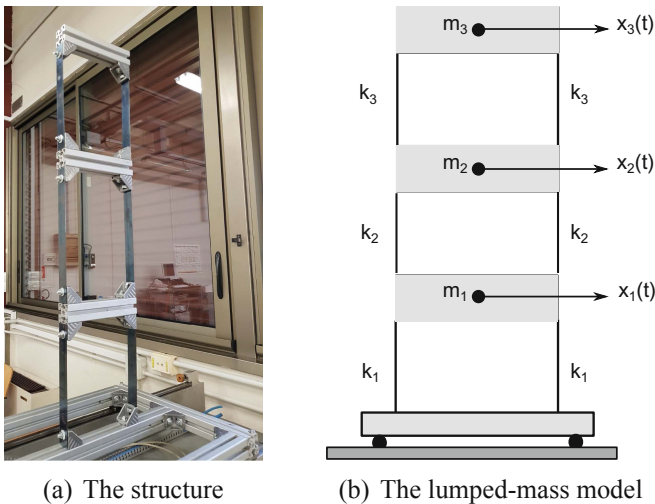 m₃
x₃(t)
k₃ k₃
m₂
x₂(t)
k₂ k₂
m₁
x₁(t)
k₁ k₁
(a) The structure
(b) The lumped-mass model